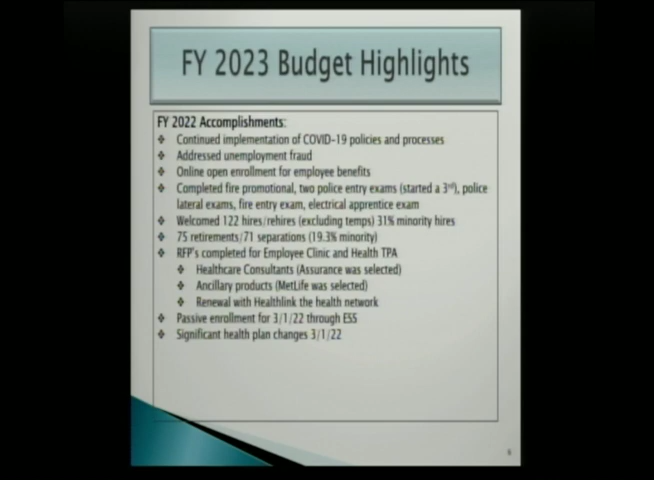 FY 2023 Budget Highlights
FY 2022 Accomplishments:
❖ Continued implementation of COVID-19 policies and processes
❖ Addressed unemployment fraud
❖ Online open enrollment for employee benefits
❖ Completed fire promotional, two police entry exams (started a 3rd), police
lateral exams, fire entry exam, electrical apprentice exam
❖ Welcomed 122 hires/rehires (excluding temps) 31% minority hires
❖ 75 retirements/71 separations (19.3% minority)
❖ RFP's completed for Employee Clinic and Health TPA
❖ Healthcare Consultants (Assurance was selected)
❖ Ancillary products (MetLife was selected)
❖ Renewal with Healthlink the health network
❖ Passive enrollment for 3/1/22 through ESS
❖ Significant health plan changes 3/1/22